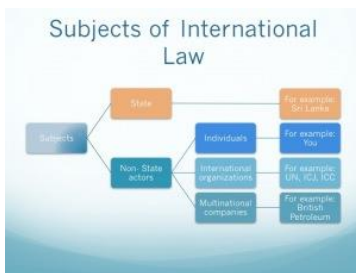 Subjects of International
Law
State
For example:
Sri Lanka
Subjects
Individuals
For example:
You
Non- State
actors
International
organizations
For example:
UN, ICJ, ICC
Multinational
companies
For example:
British
Petroleum